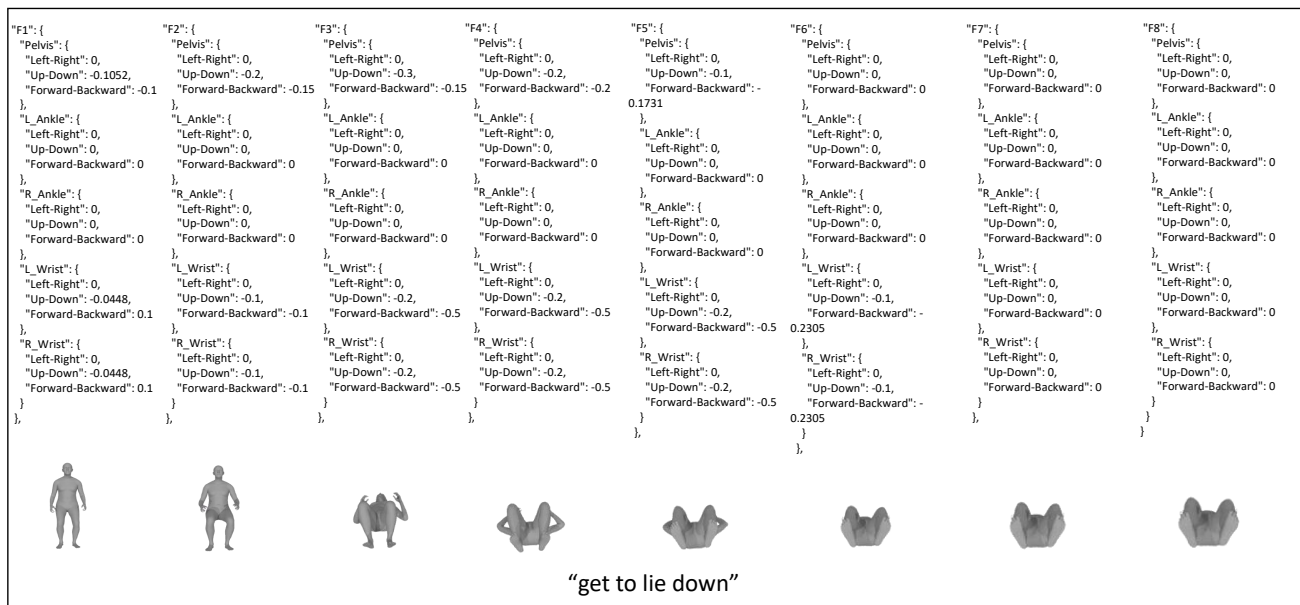 "F1": {
"Pelvis": {
"Left-Right": 0,
"Up-Down": -0.1052,
"Forward-Backward": -0.1
},
"L_Ankle": {
"Left-Right": 0,
"Up-Down": 0,
"Forward-Backward": 0
},
"R_Ankle": {
"Left-Right": 0,
"Up-Down": 0,
"Forward-Backward": 0
},
"L_Wrist": {
"Left-Right": 0,
"Up-Down": -0.0448,
"Forward-Backward": 0.1
},
"R_Wrist": {
"Left-Right": 0,
"Up-Down": -0.0448,
"Forward-Backward": 0.1
}
},
"F2": {
"Pelvis": {
"Left-Right": 0,
"Up-Down": -0.2,
"Forward-Backward": -0.15
},
"L_Ankle": {
"Left-Right": 0,
"Up-Down": 0,
"Forward-Backward": 0
},
"R_Ankle": {
"Left-Right": 0,
"Up-Down": 0,
"Forward-Backward": 0
},
"L_Wrist": {
"Left-Right": 0,
"Up-Down": -0.1,
"Forward-Backward": -0.1
},
"R_Wrist": {
"Left-Right": 0,
"Up-Down": -0.1,
"Forward-Backward": -0.1
}
},
"F3": {
"Pelvis": {
"Left-Right": 0,
"Up-Down": -0.3,
"Forward-Backward": -0.15
},
"L_Ankle": {
"Left-Right": 0,
"Up-Down": 0,
"Forward-Backward": 0
},
"R_Ankle": {
"Left-Right": 0,
"Up-Down": 0,
"Forward-Backward": 0
},
"L_Wrist": {
"Left-Right": 0,
"Up-Down": -0.2,
"Forward-Backward": -0.5
},
"R_Wrist": {
"Left-Right": 0,
"Up-Down": -0.2,
"Forward-Backward": -0.5
}
},
"F4": {
"Pelvis": {
"Left-Right": 0,
"Up-Down": -0.2,
"Forward-Backward": -0.2
},
"L_Ankle": {
"Left-Right": 0,
"Up-Down": 0,
"Forward-Backward": 0
},
"R_Ankle": {
"Left-Right": 0,
"Up-Down": 0,
"Forward-Backward": 0
},
"L_Wrist": {
"Left-Right": 0,
"Up-Down": -0.2,
"Forward-Backward": -0.5
},
"R_Wrist": {
"Left-Right": 0,
"Up-Down": -0.2,
"Forward-Backward": -0.5
}
},
"F5": {
"Pelvis": {
"Left-Right": 0,
"Up-Down": -0.1,
"Forward-Backward": -
0.1731
},
"L_Ankle": {
"Left-Right": 0,
"Up-Down": 0,
"Forward-Backward": 0
},
"R_Ankle": {
"Left-Right": 0,
"Up-Down": 0,
"Forward-Backward": 0
},
"L_Wrist": {
"Left-Right": 0,
"Up-Down": -0.2,
"Forward-Backward": -0.5
},
"R_Wrist": {
"Left-Right": 0,
"Up-Down": -0.2,
"Forward-Backward": -0.5
}
},
"F6": {
"Pelvis": {
"Left-Right": 0,
"Up-Down": 0,
"Forward-Backward": 0
},
"L_Ankle": {
"Left-Right": 0,
"Up-Down": 0,
"Forward-Backward": 0
},
"R_Ankle": {
"Left-Right": 0,
"Up-Down": 0,
"Forward-Backward": 0
},
"L_Wrist": {
"Left-Right": 0,
"Up-Down": -0.1,
"Forward-Backward": -
0.2305
},
"R_Wrist": {
"Left-Right": 0,
"Up-Down": -0.1,
"Forward-Backward": -
0.2305
}
},
"F7": {
"Pelvis": {
"Left-Right": 0,
"Up-Down": 0,
"Forward-Backward": 0
},
"L_Ankle": {
"Left-Right": 0,
"Up-Down": 0,
"Forward-Backward": 0
},
"R_Ankle": {
"Left-Right": 0,
"Up-Down": 0,
"Forward-Backward": 0
},
"L_Wrist": {
"Left-Right": 0,
"Up-Down": 0,
"Forward-Backward": 0
},
"R_Wrist": {
"Left-Right": 0,
"Up-Down": 0,
"Forward-Backward": 0
}
},
"F8": {
"Pelvis": {
"Left-Right": 0,
"Up-Down": 0,
"Forward-Backward": 0
},
"L_Ankle": {
"Left-Right": 0,
"Up-Down": 0,
"Forward-Backward": 0
},
"R_Ankle": {
"Left-Right": 0,
"Up-Down": 0,
"Forward-Backward": 0
},
"L_Wrist": {
"Left-Right": 0,
"Up-Down": 0,
"Forward-Backward": 0
},
"R_Wrist": {
"Left-Right": 0,
"Up-Down": 0,
"Forward-Backward": 0
}
}
“get to lie down”